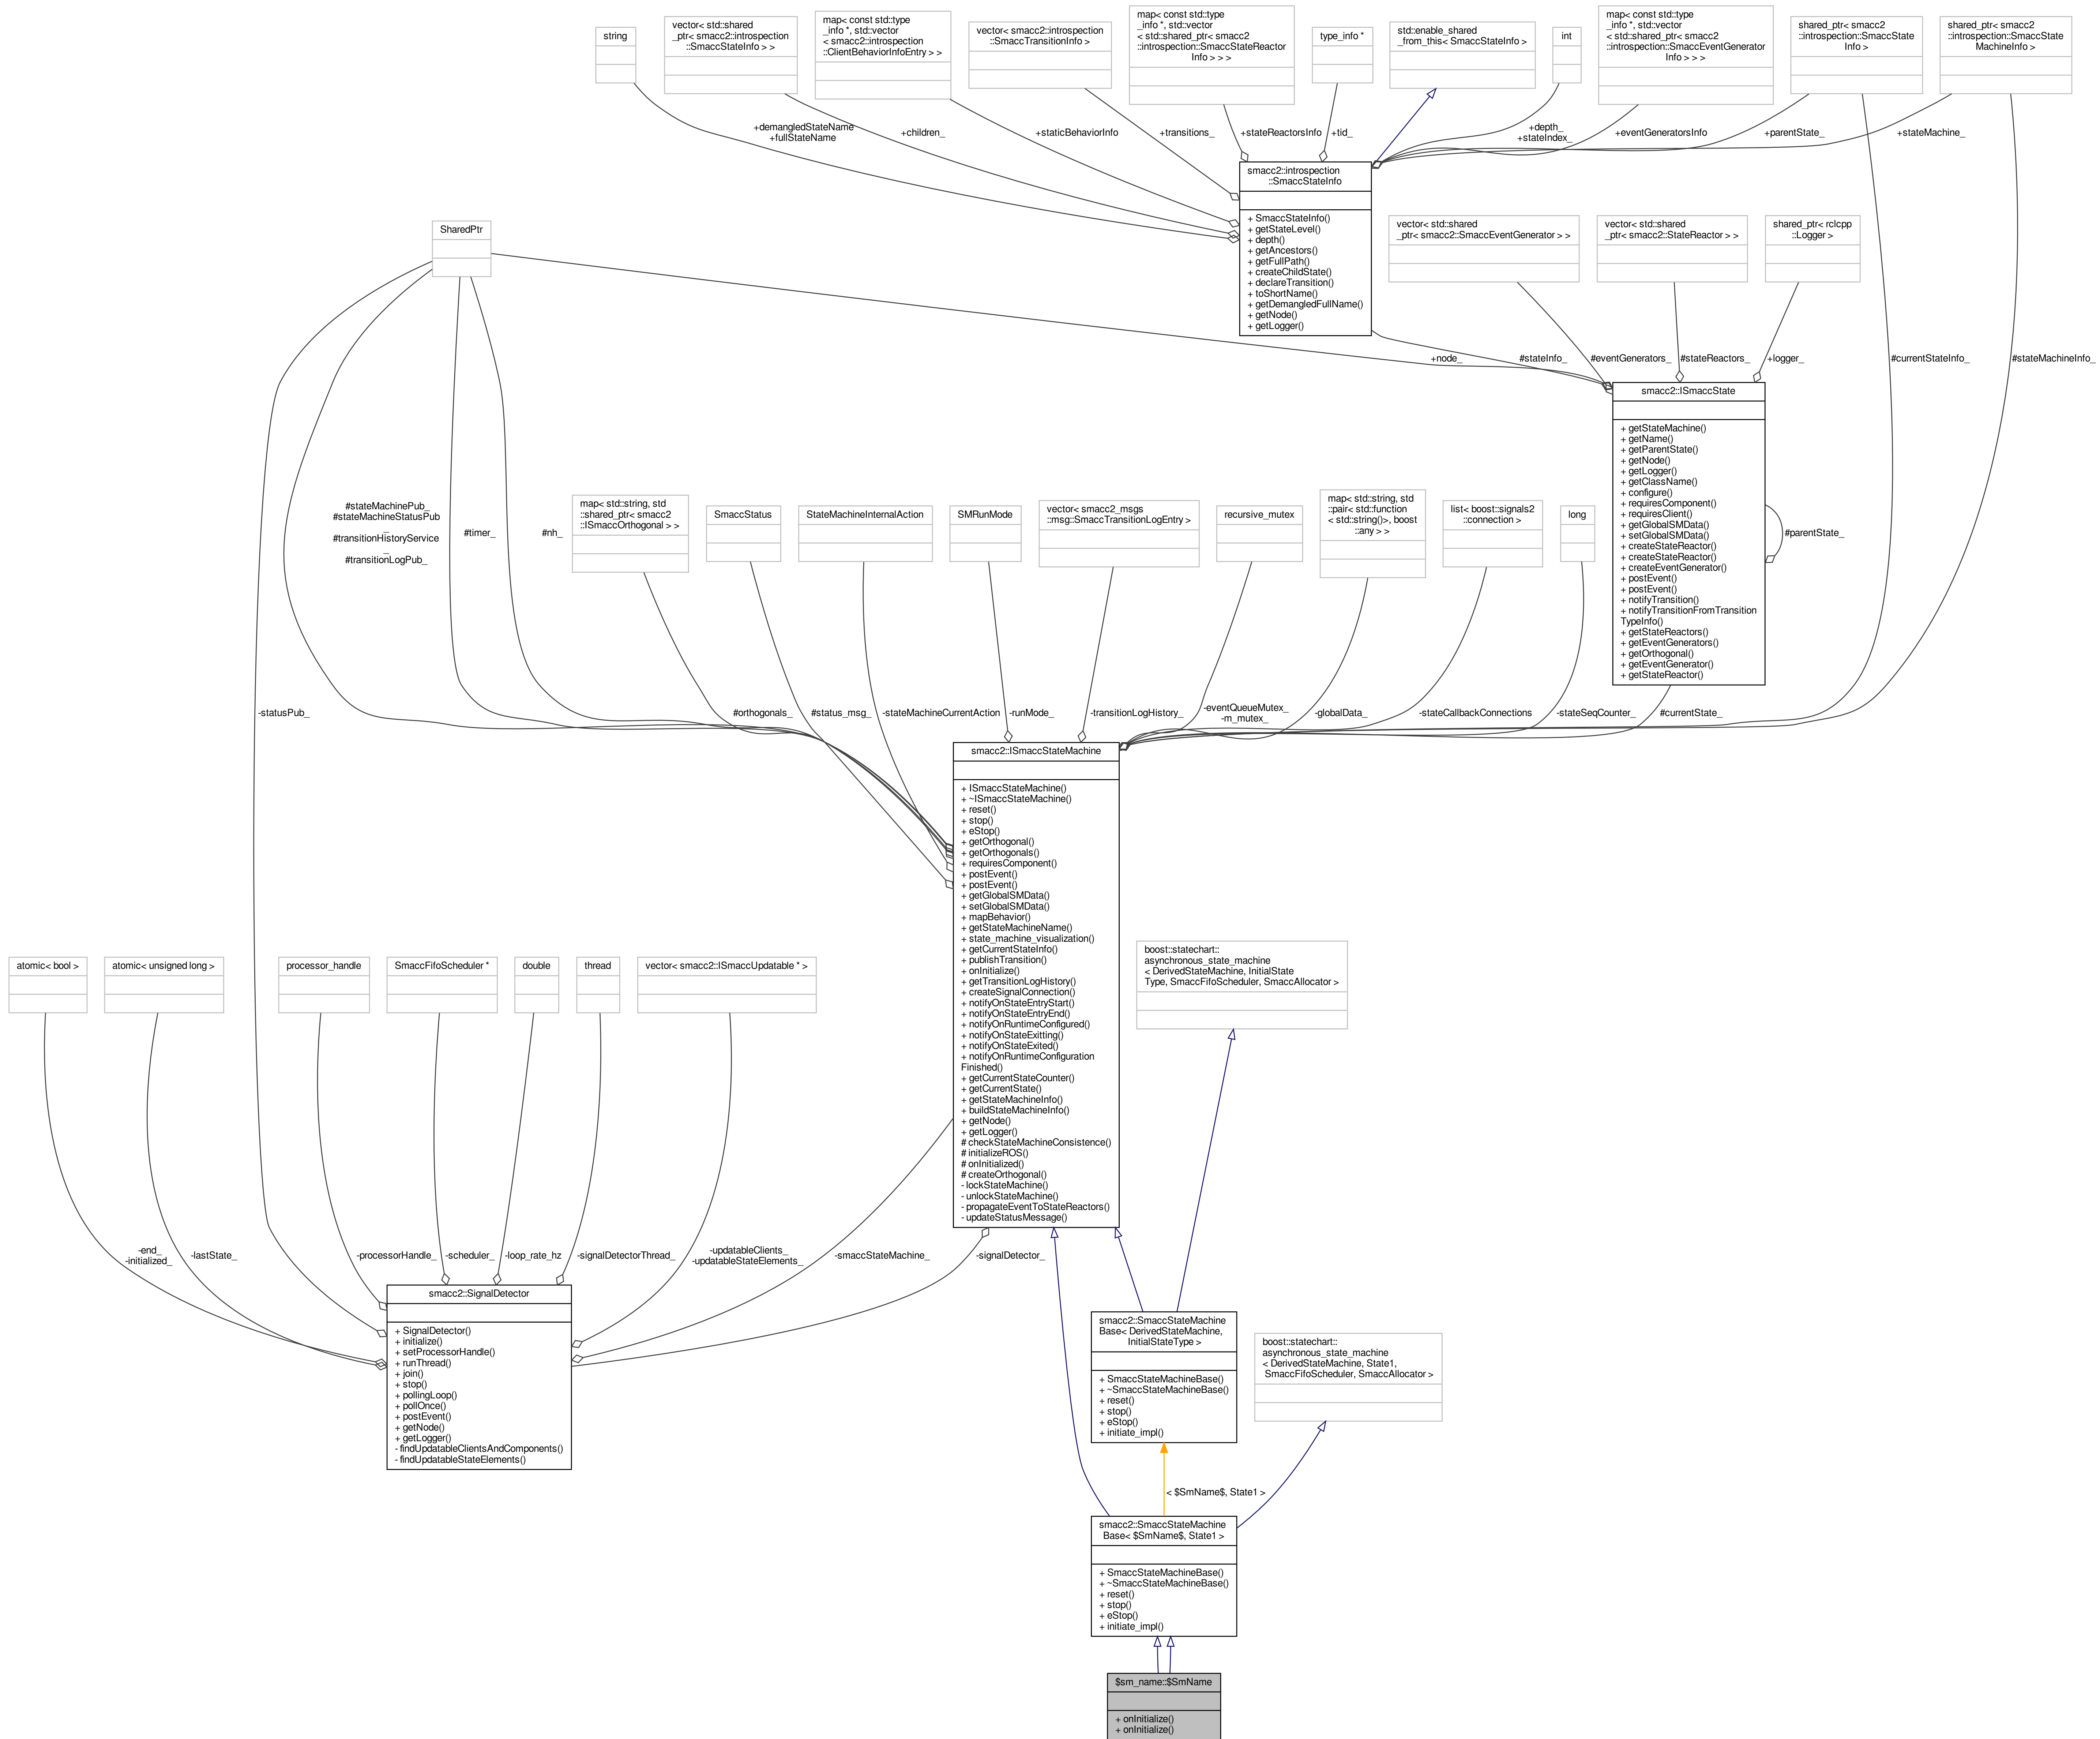 string
vector< std::shared
_ptr< smacc2::introspection
::SmaccStateInfo > >
map< const std::type
_info *, std::vector
< smacc2::introspection
::ClientBehaviorInfoEntry > >
vector< smacc2::introspection
::SmaccTransitionInfo >
map< const std::type
_info *, std::vector
< std::shared_ptr< smacc2
::introspection::SmaccStateReactor
Info > > >
type_info *
std::enable_shared
_from_this< SmaccStateInfo >
int
map< const std::type
_info *, std::vector
< std::shared_ptr< smacc2
::introspection::SmaccEventGenerator
Info > > >
shared_ptr< smacc2
::introspection::SmaccState
Info >
shared_ptr< smacc2
::introspection::SmaccState
MachineInfo >
+demangledStateName
+fullStateName
+children_
+staticBehaviorInfo
+transitions_
+stateReactorsInfo
+tid_
+depth_
+stateIndex_
+eventGeneratorsInfo
+parentState_
+stateMachine_
smacc2::introspection
::SmaccStateInfo
+ SmaccStateInfo()
+ getStateLevel()
+ depth()
+ getAncestors()
+ getFullPath()
+ createChildState()
+ declareTransition()
+ toShortName()
+ getDemangledFullName()
+ getNode()
+ getLogger()
SharedPtr
vector< std::shared
_ptr< smacc2::SmaccEventGenerator > >
vector< std::shared
_ptr< smacc2::StateReactor > >
shared_ptr< rclcpp
::Logger >
+node_
#stateInfo_
#eventGenerators_
#stateReactors_
+logger_
#currentStateInfo_
#stateMachineInfo_
smacc2::ISmaccState
+ getStateMachine()
+ getName()
+ getParentState()
+ getNode()
+ getLogger()
+ getClassName()
+ configure()
+ requiresComponent()
+ requiresClient()
+ getGlobalSMData()
+ setGlobalSMData()
+ createStateReactor()
+ createStateReactor()
+ createEventGenerator()
+ postEvent()
+ postEvent()
+ notifyTransition()
+ notifyTransitionFromTransition
TypeInfo()
+ getStateReactors()
+ getEventGenerators()
+ getOrthogonal()
+ getEventGenerator()
+ getStateReactor()
#parentState_
#stateMachinePub_
#stateMachineStatusPub
_
#transitionHistoryService
_
#transitionLogPub_
#timer_
#nh_
map< std::string, std
::shared_ptr< smacc2
::ISmaccOrthogonal > >
SmaccStatus
StateMachineInternalAction
SMRunMode
vector< smacc2_msgs
::msg::SmaccTransitionLogEntry >
recursive_mutex
map< std::string, std
::pair< std::function
< std::string()>, boost
::any > >
list< boost::signals2
::connection >
long
-statusPub_
#orthogonals_
#status_msg_
-stateMachineCurrentAction
-runMode_
-transitionLogHistory_
-eventQueueMutex_
-m_mutex_
-globalData_
-stateCallbackConnections
-stateSeqCounter_
#currentState_
smacc2::ISmaccStateMachine
+ ISmaccStateMachine()
+ ~ISmaccStateMachine()
+ reset()
+ stop()
+ eStop()
+ getOrthogonal()
+ getOrthogonals()
+ requiresComponent()
+ postEvent()
+ postEvent()
+ getGlobalSMData()
+ setGlobalSMData()
+ mapBehavior()
+ getStateMachineName()
+ state_machine_visualization()
+ getCurrentStateInfo()
+ publishTransition()
+ onInitialize()
+ getTransitionLogHistory()
+ createSignalConnection()
+ notifyOnStateEntryStart()
+ notifyOnStateEntryEnd()
+ notifyOnRuntimeConfigured()
+ notifyOnStateExitting()
+ notifyOnStateExited()
+ notifyOnRuntimeConfiguration
Finished()
+ getCurrentStateCounter()
+ getCurrentState()
+ getStateMachineInfo()
+ buildStateMachineInfo()
+ getNode()
+ getLogger()
# checkStateMachineConsistence()
# initializeROS()
# onInitialized()
# createOrthogonal()
- lockStateMachine()
- unlockStateMachine()
- propagateEventToStateReactors()
- updateStatusMessage()
atomic< bool >
atomic< unsigned long >
processor_handle
SmaccFifoScheduler *
double
thread
vector< smacc2::ISmaccUpdatable * >
boost::statechart::
asynchronous_state_machine
< DerivedStateMachine, InitialState
Type, SmaccFifoScheduler, SmaccAllocator >
-end_
-initialized_
-lastState_
-processorHandle_
-scheduler_
-loop_rate_hz
-signalDetectorThread_
-updatableClients_
-updatableStateElements_
-smaccStateMachine_
-signalDetector_
smacc2::SignalDetector
+ SignalDetector()
+ initialize()
+ setProcessorHandle()
+ runThread()
+ join()
+ stop()
+ pollingLoop()
+ pollOnce()
+ postEvent()
+ getNode()
+ getLogger()
- findUpdatableClientsAndComponents()
- findUpdatableStateElements()
smacc2::SmaccStateMachine
Base< DerivedStateMachine,
InitialStateType >
+ SmaccStateMachineBase()
+ ~SmaccStateMachineBase()
+ reset()
+ stop()
+ eStop()
+ initiate_impl()
boost::statechart::
asynchronous_state_machine
< DerivedStateMachine, State1,
SmaccFifoScheduler, SmaccAllocator >
< $SmName$, State1 >
smacc2::SmaccStateMachine
Base< $SmName$, State1 >
+ SmaccStateMachineBase()
+ ~SmaccStateMachineBase()
+ reset()
+ stop()
+ eStop()
+ initiate_impl()
$sm_name::$SmName
+ onInitialize()
+ onInitialize()